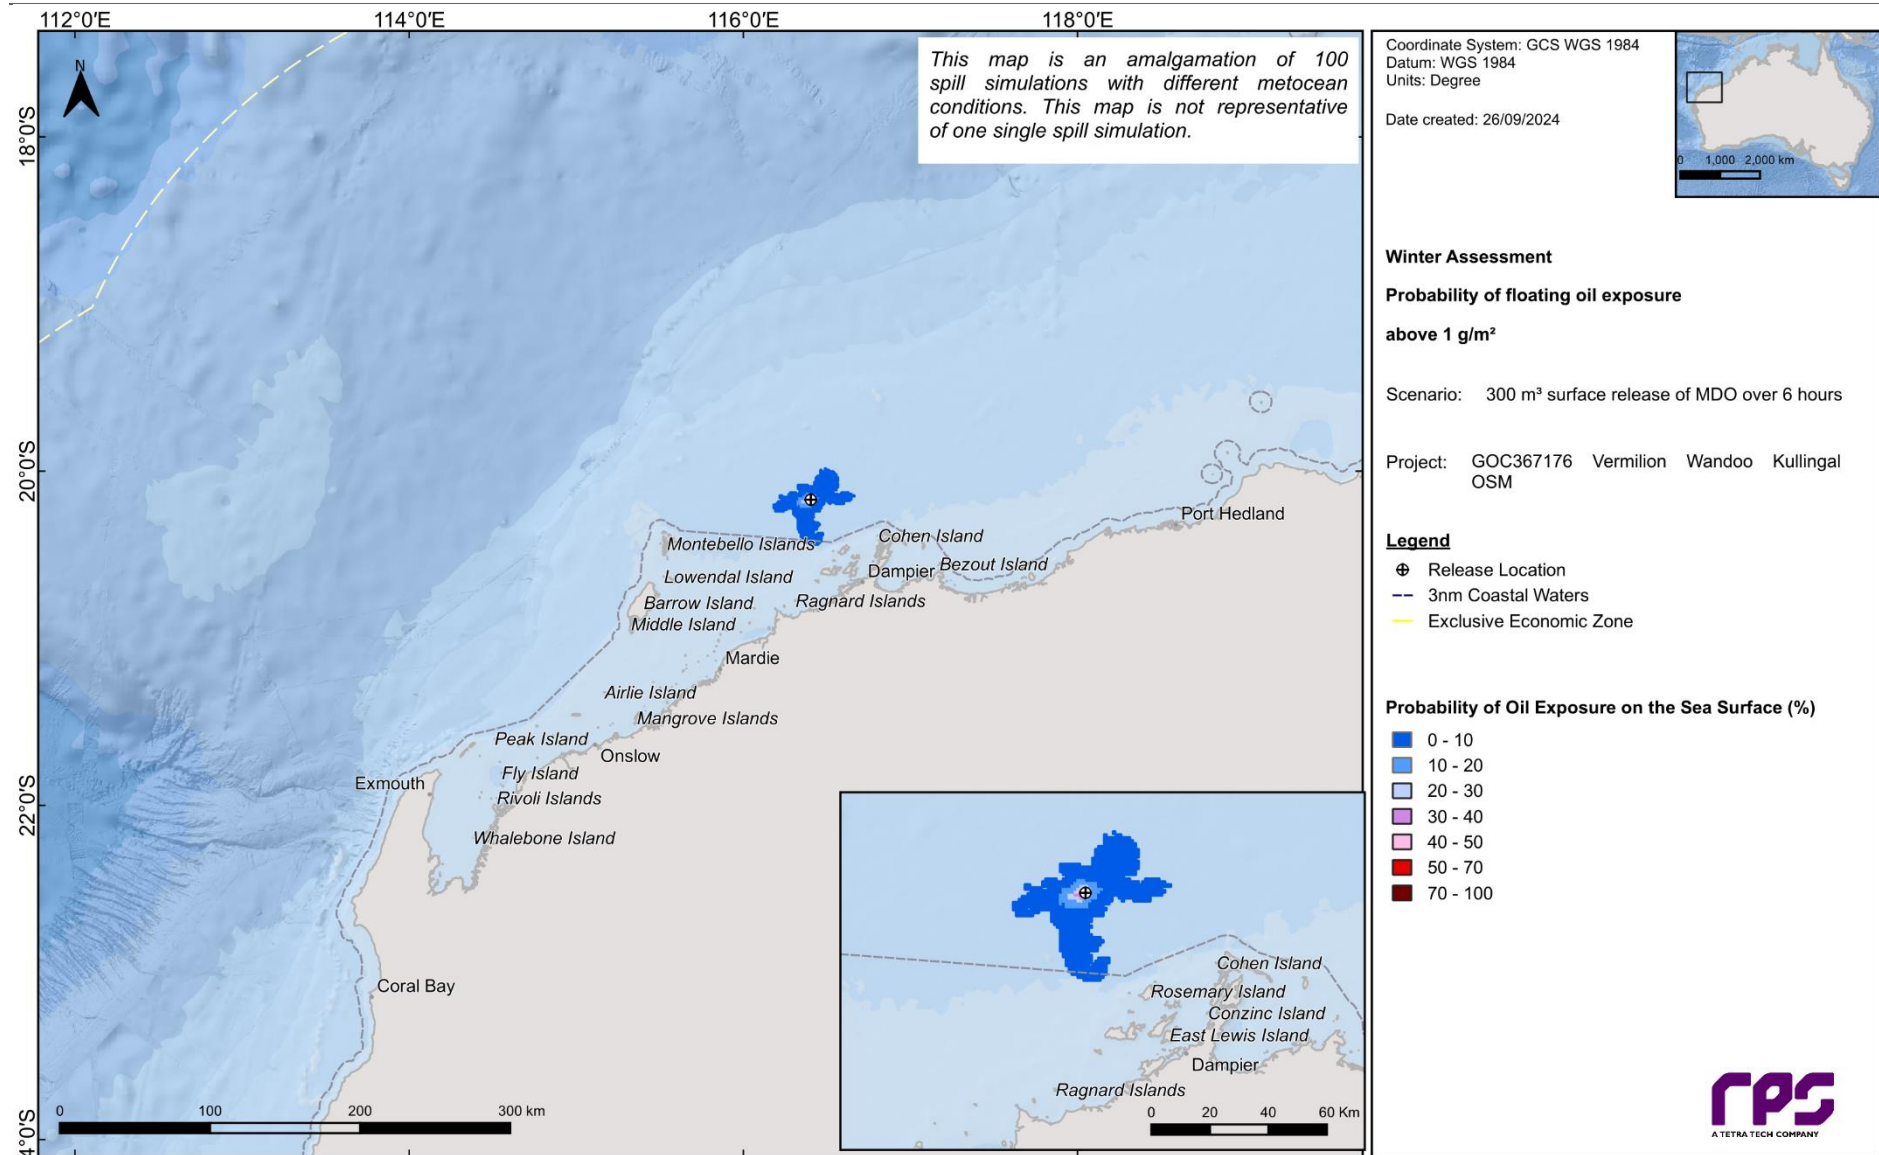 112°0'E
114°0'E
116°0'E
118°0'E
18°0'S
20°0'S
22°0'S
4°0'S
N
This map is an amalgamation of 100
spill simulations with different metocean
conditions. This map is not representative
of one single spill simulation.
Port Hedland
Cohen Island
Montebello Islands
Bezout Island
Dampier
Lowendal Island
Ragnard Islands
Barrow Island
Middle Island
Mardie
Airlie Island
Mangrove Islands
Peak Island
Onslow
Fly Island
Exmouth
Rivoli Islands
Whalebone Island
Coral Bay
0 100 200 300 km
Cohen Island
Rosemary Island
Conzinc Island
East Lewis Island
Dampier
Ragnard Islands
0 20 40 60 Km
Coordinate System: GCS WGS 1984
Datum: WGS 1984
Units: Degree
Date created: 26/09/2024
0 1,000 2,000 km
Winter Assessment
Probability of floating oil exposure
above 1 g/m²
Scenario: 300 m³ surface release of MDO over 6 hours
Project: GOC367176 Vermilion Wandoo Kullingal
OSM
Legend
Release Location
3nm Coastal Waters
Exclusive Economic Zone
Probability of Oil Exposure on the Sea Surface (%)
0 - 10
10 - 20
20 - 30
30 - 40
40 - 50
50 - 70
70 - 100
rps
A TETRA TECH COMPANY